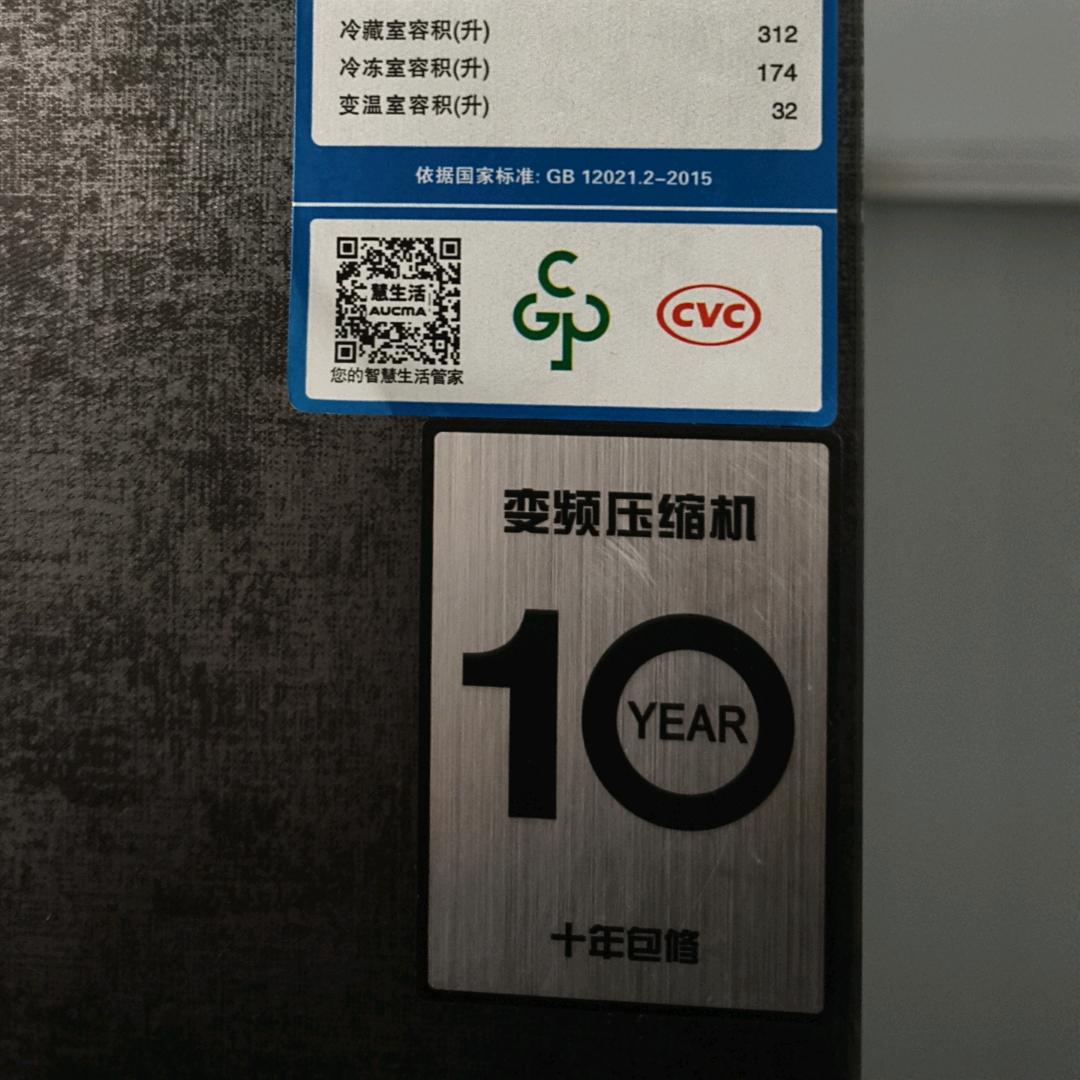 冷藏室容积(升) 312
冷冻室容积(升) 174
变温室容积(升) 32
依据国家标准: GB 12021.2-2015
慧生活
AUCMA
您的智慧生活管家
CGP
CVC
变频压缩机
10
YEAR
十年包修